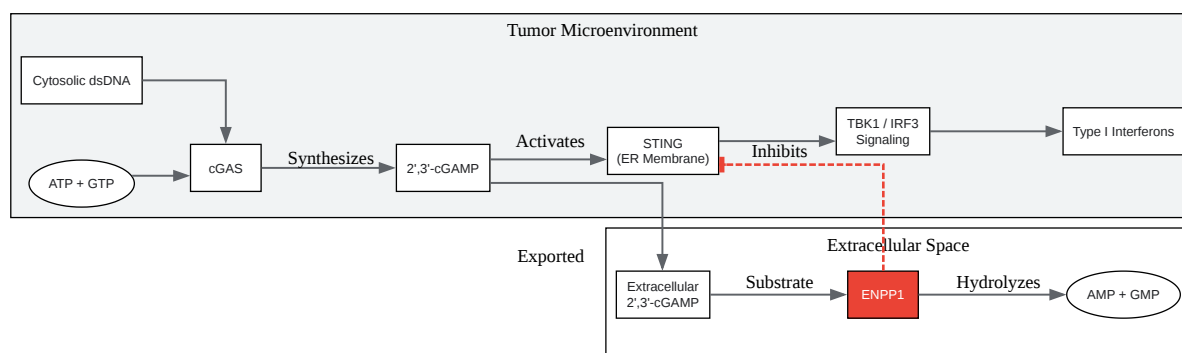 Tumor Microenvironment
Cytosolic dsDNA
ATP + GTP
cGAS
Synthesizes
2',3'-cGAMP
Activates
STING
(ER Membrane)
Inhibits
TBK1 / IRF3
Signaling
Type I Interferons
Exported
Extracellular Space
Extracellular
2',3'-cGAMP
Substrate
ENPP1
Hydrolyzes
AMP + GMP